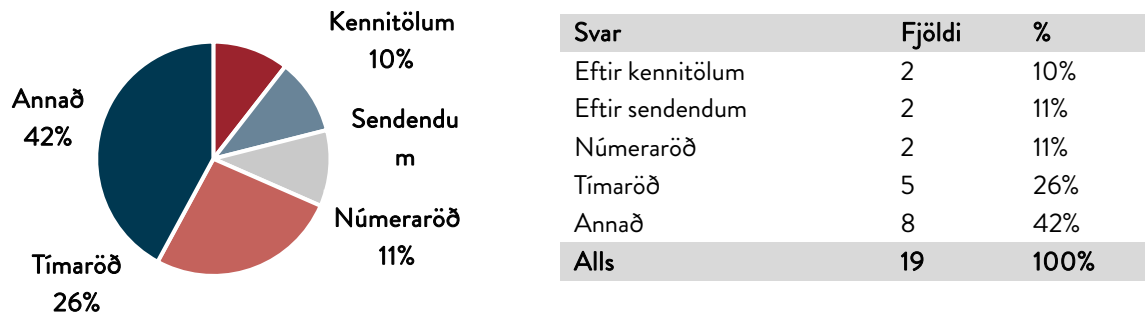 Kennitölum
10%
Annað
42%
Sendendu
m
Númeraröð
11%
Tímaröð
26%
Svar Fjöldi %
Eftir kennitölum 2 10%
Eftir sendendum 2 11%
Númeraröð 2 11%
Tímaröð 5 26%
Annað 8 42%
Alls 19 100%